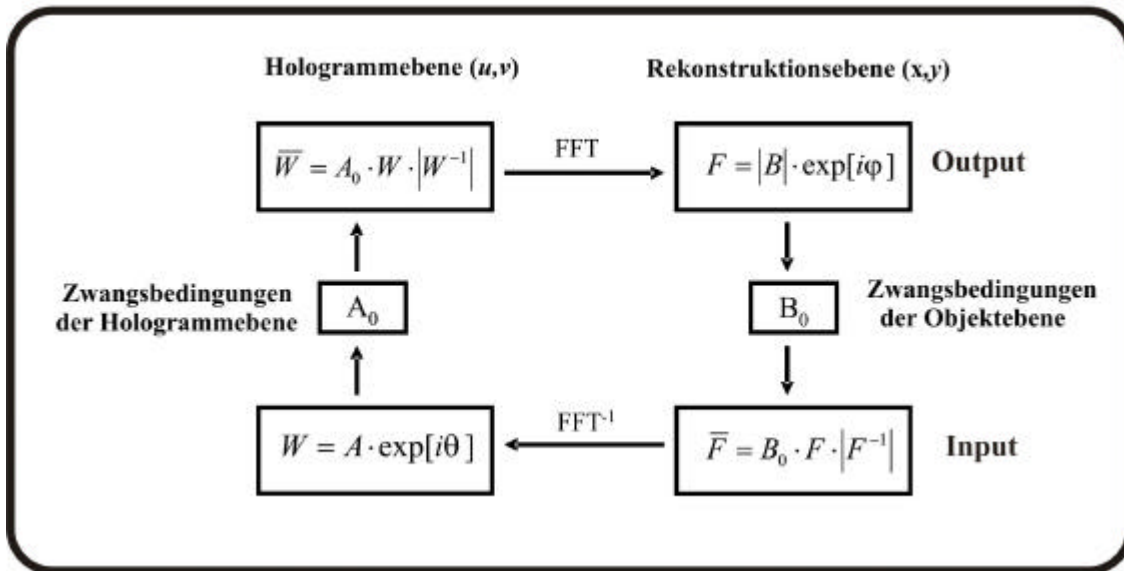 Hologrammebene (u,v)
Rekonstruktionsebene (x,y)
W̅ = A₀ · W · |W⁻¹|
FFT
F = |B| · exp[iφ]
Output
Zwangsbedingungen
der Hologrammebene
A₀
B₀
Zwangsbedingungen
der Objektebene
W = A · exp[iθ]
FFT⁻¹
F̅ = B₀ · F · |F⁻¹|
Input